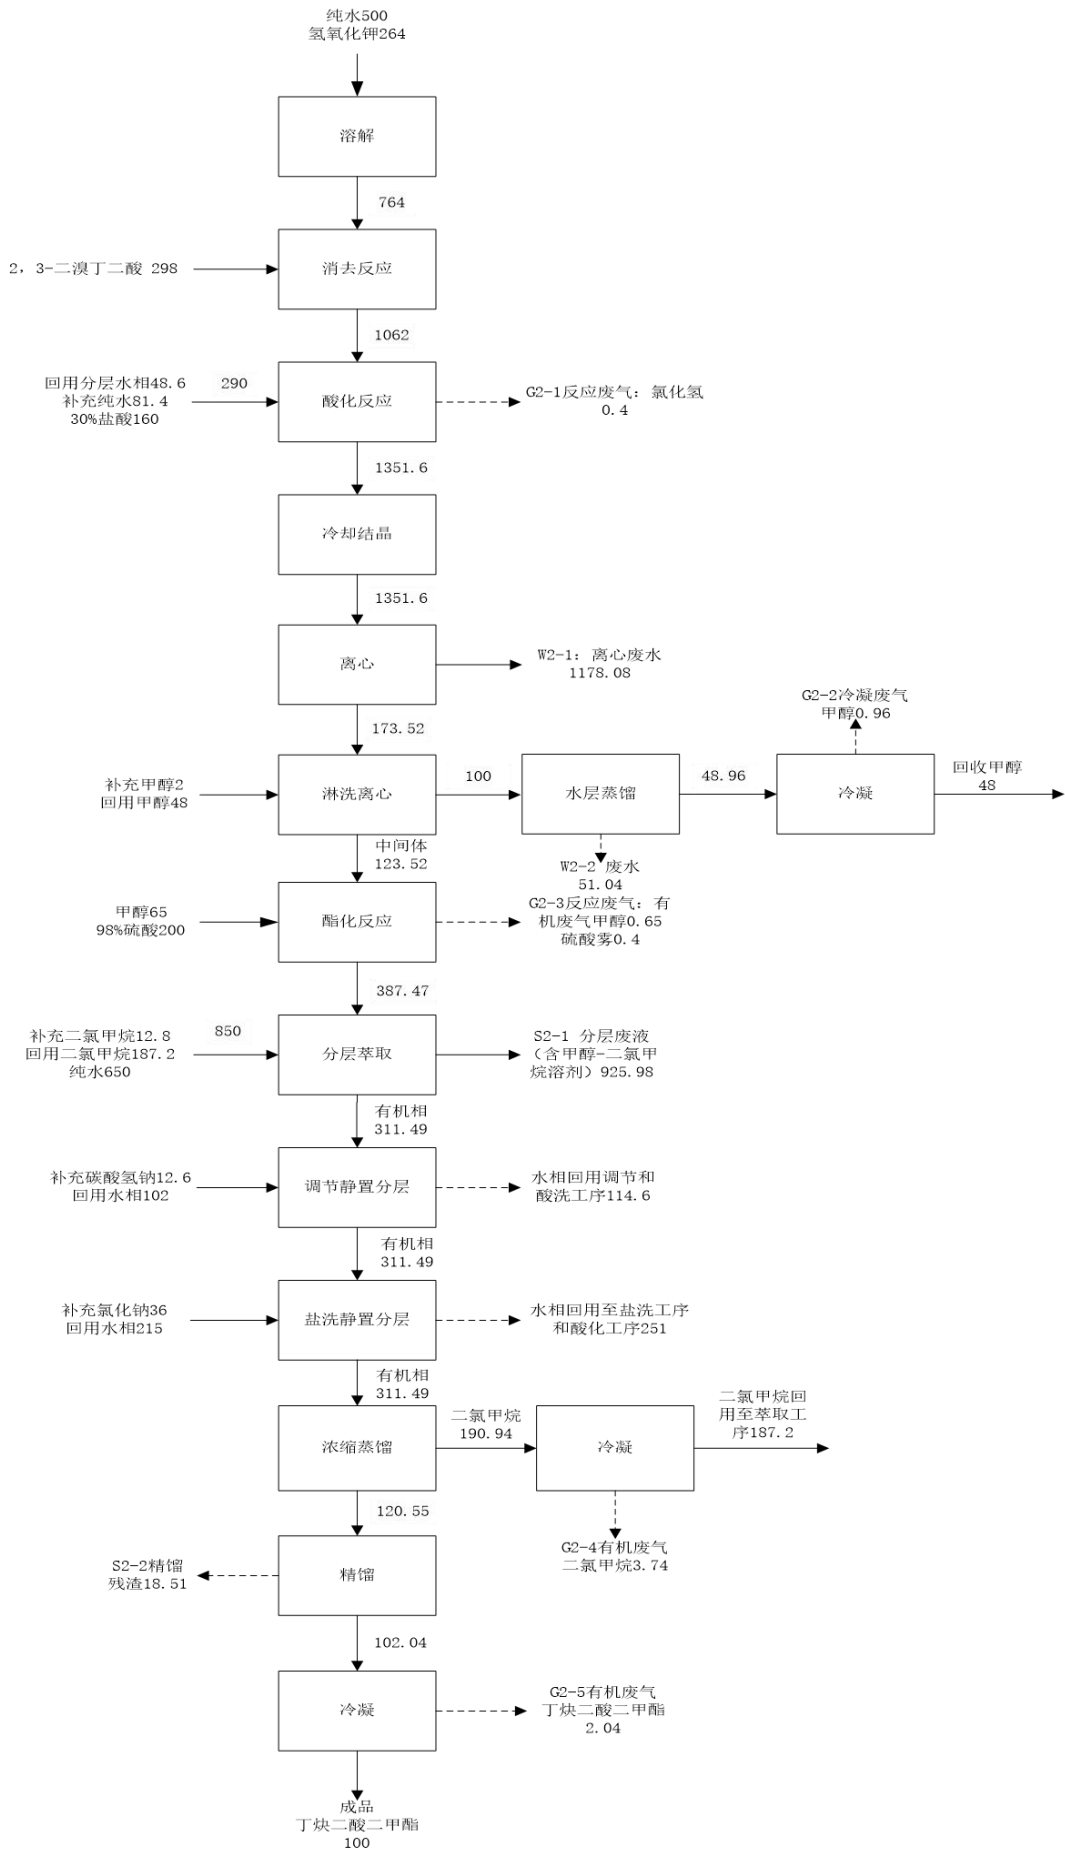 纯水500
氢氧化钾264
溶解
764
2，3-二溴丁二酸 298
消去反应
1062
回用分层水相48.6
补充纯水81.4
30%盐酸160
290
酸化反应
G2-1反应废气：氯化氢
0.4
1351.6
冷却结晶
1351.6
离心
W2-1：离心废水
1178.08
173.52
补充甲醇2
回用甲醇48
淋洗离心
100
水层蒸馏
48.96
冷凝
G2-2冷凝废气
甲醇0.96
回收甲醇
48
W2-2 废水
51.04
中间体
123.52
甲醇65
98%硫酸200
酯化反应
G2-3反应废气：有
机废气甲醇0.65
硫酸雾0.4
387.47
补充二氯甲烷12.8
回用二氯甲烷187.2
纯水650
850
分层萃取
S2-1 分层废液
（含甲醇-二氯甲
烷溶剂）925.98
有机相
311.49
补充碳酸氢钠12.6
回用水相102
调节静置分层
水相回用调节和
酸洗工序114.6
有机相
311.49
补充氯化钠36
回用水相215
盐洗静置分层
水相回用至盐洗工序
和酸化工序251
有机相
311.49
浓缩蒸馏
二氯甲烷
190.94
冷凝
二氯甲烷回
用至萃取工
序187.2
G2-4有机废气
二氯甲烷3.74
120.55
S2-2精馏
残渣18.51
精馏
102.04
冷凝
G2-5有机废气
丁炔二酸二甲酯
2.04
成品
丁炔二酸二甲酯
100